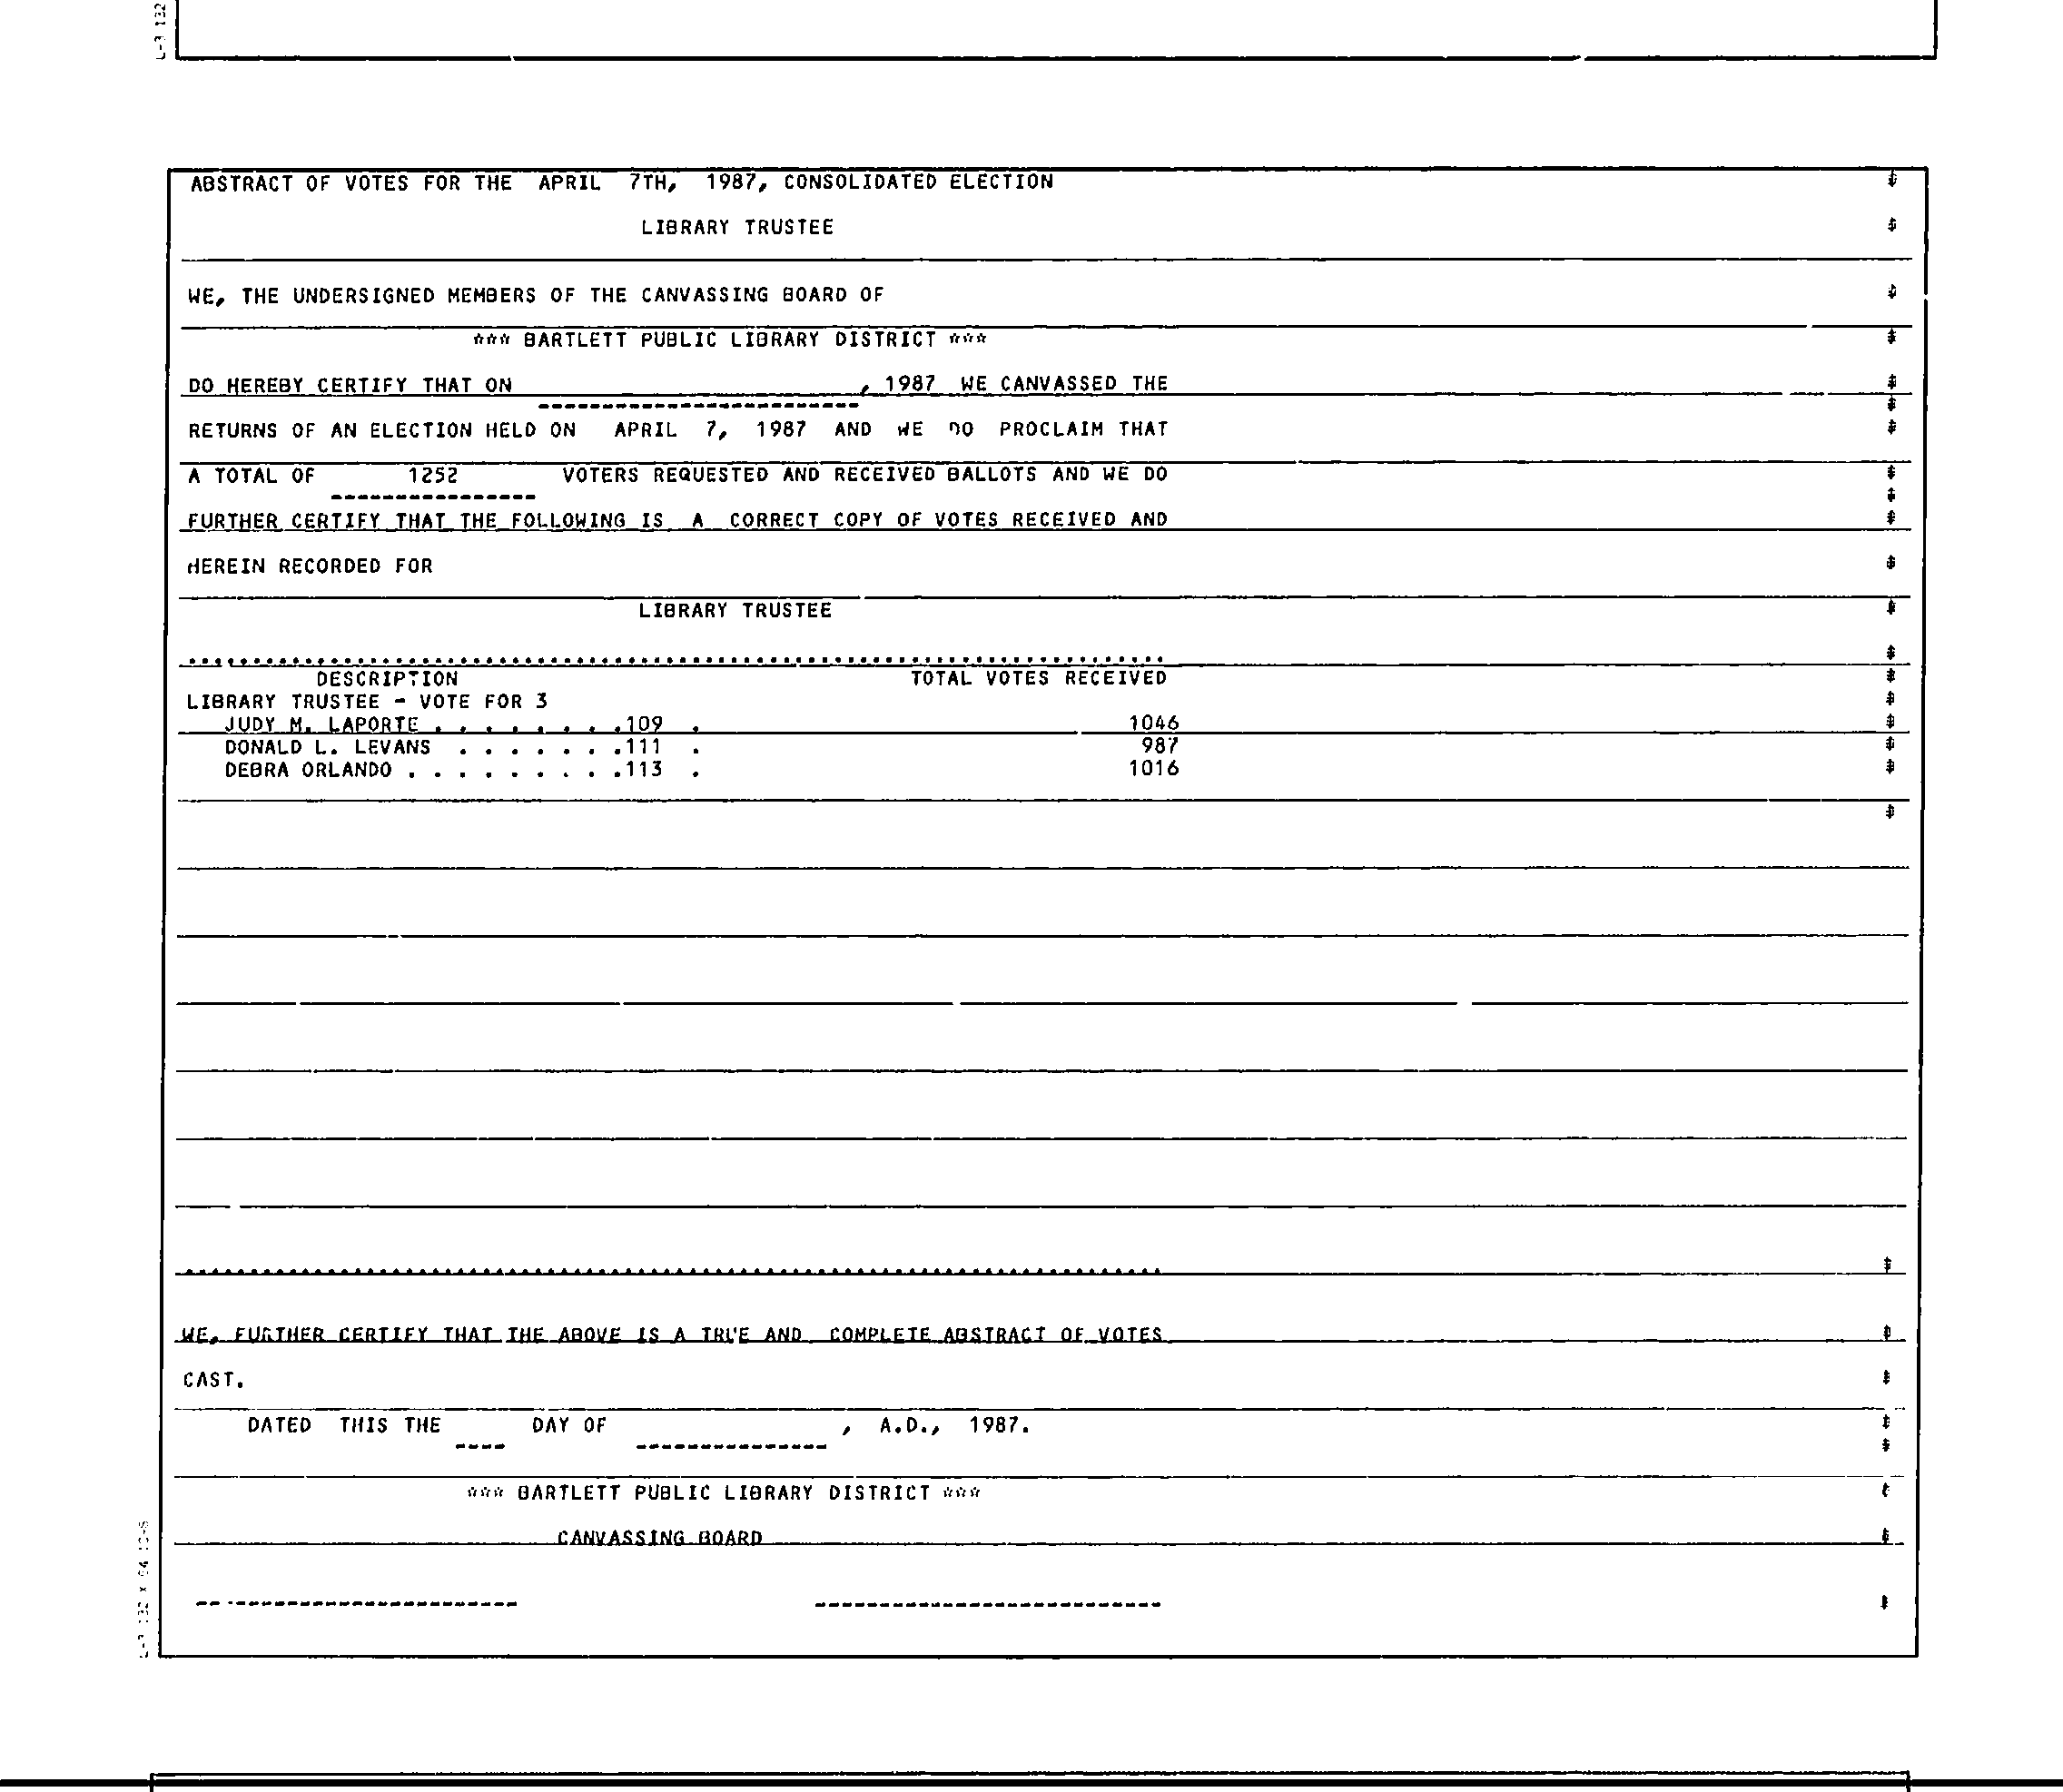 L-3 132
ABSTRACT OF VOTES FOR THE APRIL 7TH, 1987, CONSOLIDATED ELECTION
LIBRARY TRUSTEE
WE, THE UNDERSIGNED MEMBERS OF THE CANVASSING BOARD OF
*** BARTLETT PUBLIC LIBRARY DISTRICT ***
DO HEREBY CERTIFY THAT ON , 1987 WE CANVASSED THE
RETURNS OF AN ELECTION HELD ON APRIL 7, 1987 AND WE DO PROCLAIM THAT
A TOTAL OF 1252 VOTERS REQUESTED AND RECEIVED BALLOTS AND WE DO
FURTHER CERTIFY THAT THE FOLLOWING IS A CORRECT COPY OF VOTES RECEIVED AND
HEREIN RECORDED FOR
LIBRARY TRUSTEE
DESCRIPTION TOTAL VOTES RECEIVED
LIBRARY TRUSTEE - VOTE FOR 3
JUDY M. LAPORTE . . . . . . . .109 . 1046
DONALD L. LEVANS . . . . . . .111 . 987
DEBRA ORLANDO . . . . . . . . .113 . 1016
WE, FURTHER CERTIFY THAT THE ABOVE IS A TRUE AND COMPLETE ABSTRACT OF VOTES
CAST.
DATED THIS THE ---- DAY OF --------------- , A.D., 1987.
*** BARTLETT PUBLIC LIBRARY DISTRICT ***
CANVASSING BOARD